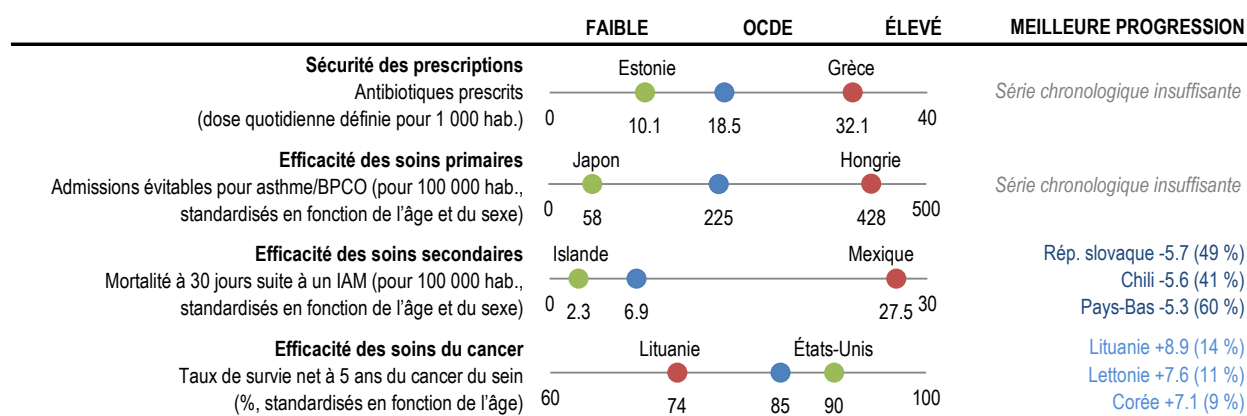 FAIBLE OCDE ÉLEVÉ MEILLEURE PROGRESSION
Sécurité des prescriptions
Antibiotiques prescrits
(dose quotidienne définie pour 1 000 hab.)
Estonie Grèce
0 10.1 18.5 32.1 40
Série chronologique insuffisante
Efficacité des soins primaires
Admissions évitables pour asthme/BPCO (pour 100 000 hab.,
standardisés en fonction de l'âge et du sexe)
Japon Hongrie
0 58 225 428 500
Série chronologique insuffisante
Efficacité des soins secondaires
Mortalité à 30 jours suite à un IAM (pour 100 000 hab.,
standardisés en fonction de l'âge et du sexe)
Islande Mexique
0 2.3 6.9 27.5 30
Rép. slovaque -5.7 (49 %)
Chili -5.6 (41 %)
Pays-Bas -5.3 (60 %)
Efficacité des soins du cancer
Taux de survie net à 5 ans du cancer du sein
(%, standardisés en fonction de l'âge)
Lituanie États-Unis
60 74 85 90 100
Lituanie +8.9 (14 %)
Lettonie +7.6 (11 %)
Corée +7.1 (9 %)